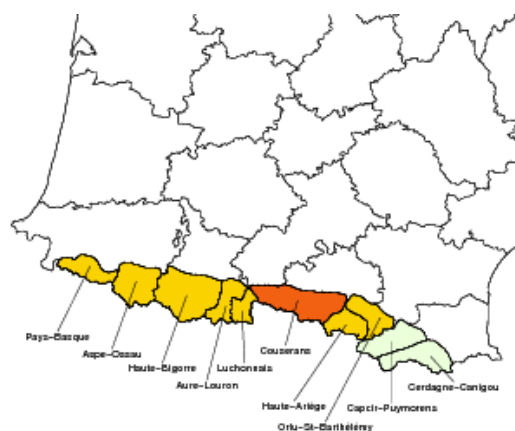 Pays-Basque
Aspe-Ossau
Haute-Bigorre
Aure-Louron
Luchonnais
Couserans
Haute-Ariège
Orlu-St-Barthélémy
Capcir-Puymorens
Cerdagne-Canigou